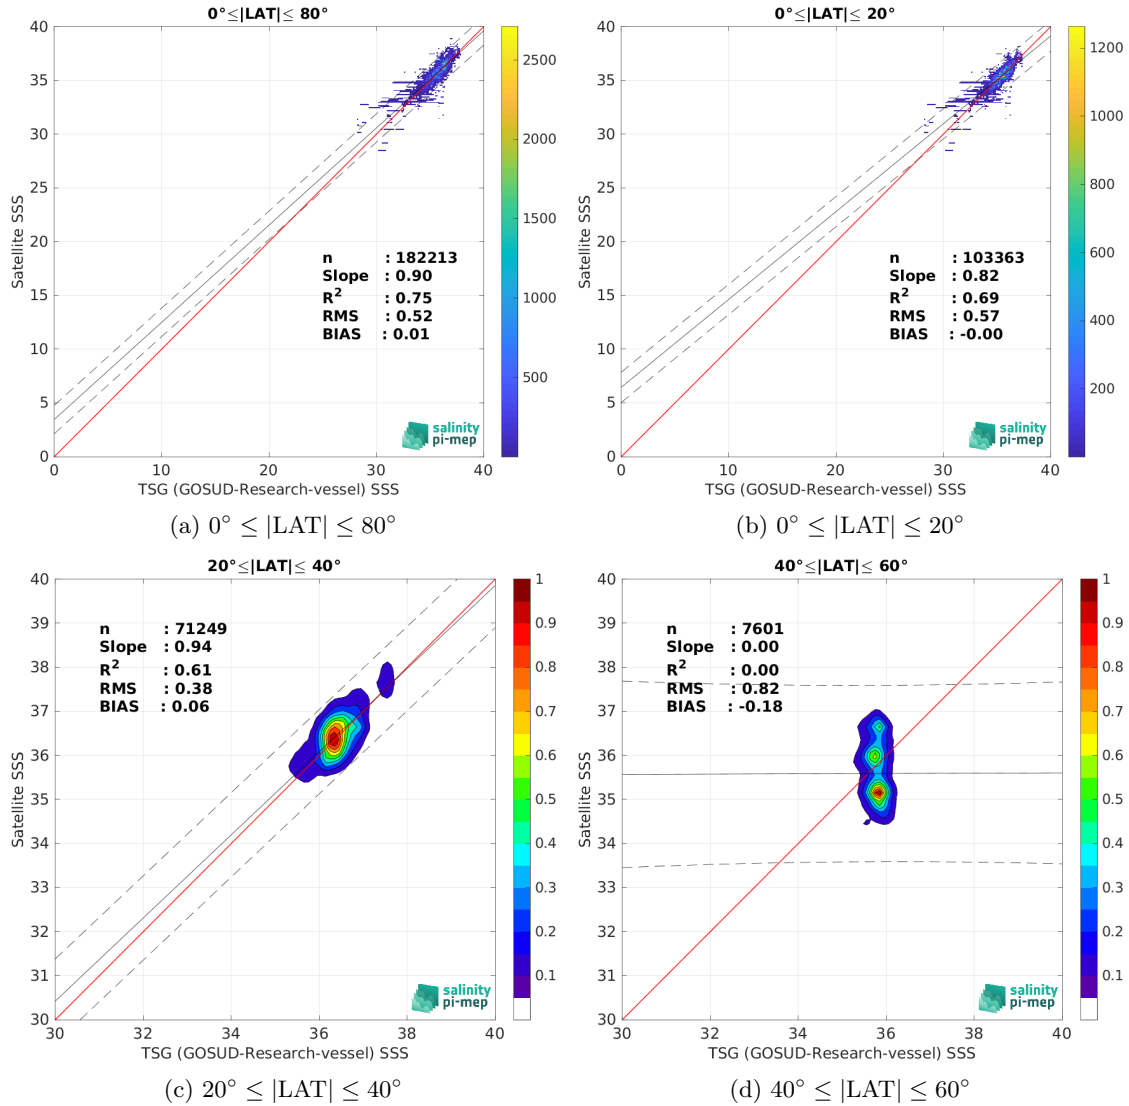 0°≤|LAT|≤ 80°
40
35
30
25
20
15
10
5
0
Satellite SSS
n : 182213
Slope : 0.90
R² : 0.75
RMS : 0.52
BIAS : 0.01
salinity
pi-mep
0 10 20 30 40
TSG (GOSUD-Research-vessel) SSS
2500
2000
1500
1000
500
(a) 0° ≤ |LAT| ≤ 80°
0°≤|LAT|≤ 20°
40
35
30
25
20
15
10
5
0
Satellite SSS
n : 103363
Slope : 0.82
R² : 0.69
RMS : 0.57
BIAS : -0.00
salinity
pi-mep
0 10 20 30 40
TSG (GOSUD-Research-vessel) SSS
1200
1000
800
600
400
200
(b) 0° ≤ |LAT| ≤ 20°
20°≤|LAT|≤ 40°
40
39
38
37
36
35
34
33
32
31
30
Satellite SSS
n : 71249
Slope : 0.94
R² : 0.61
RMS : 0.38
BIAS : 0.06
salinity
pi-mep
30 32 34 36 38 40
TSG (GOSUD-Research-vessel) SSS
1
0.9
0.8
0.7
0.6
0.5
0.4
0.3
0.2
0.1
(c) 20° ≤ |LAT| ≤ 40°
40°≤|LAT|≤ 60°
40
39
38
37
36
35
34
33
32
31
30
Satellite SSS
n : 7601
Slope : 0.00
R² : 0.00
RMS : 0.82
BIAS : -0.18
salinity
pi-mep
30 32 34 36 38 40
TSG (GOSUD-Research-vessel) SSS
1
0.9
0.8
0.7
0.6
0.5
0.4
0.3
0.2
0.1
(d) 40° ≤ |LAT| ≤ 60°